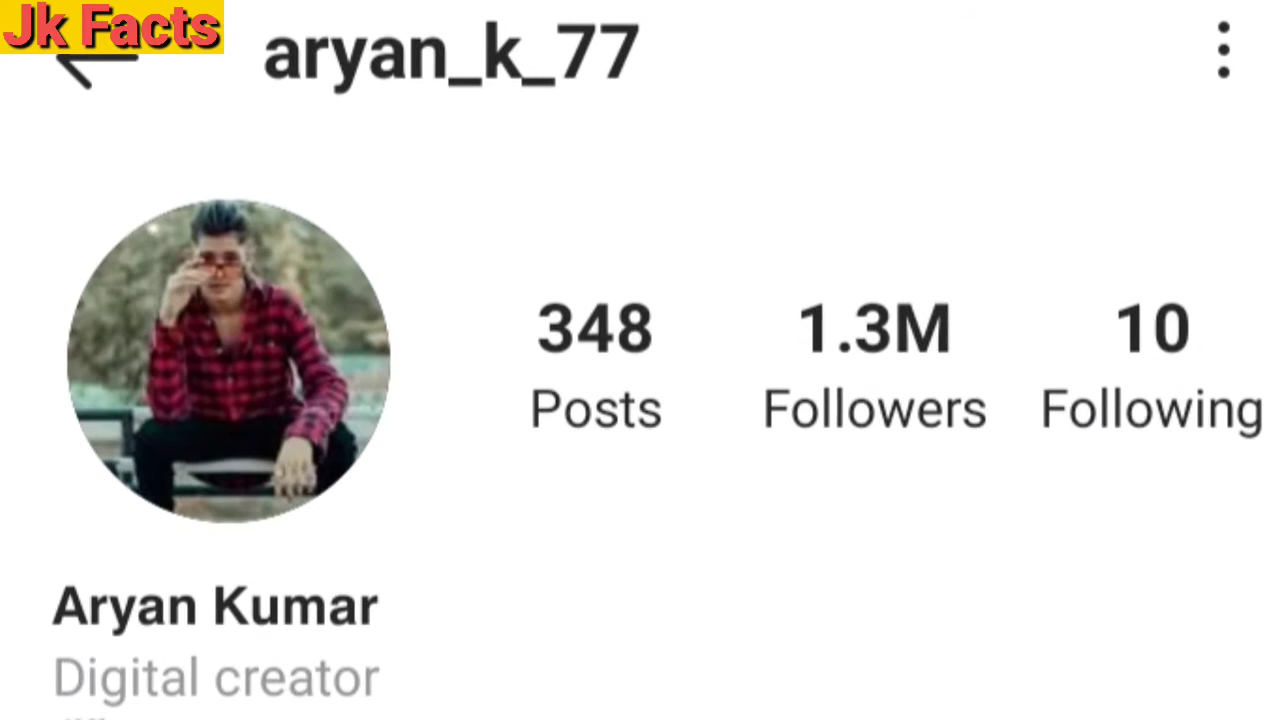 Jk Facts
aryan_k_77
348 1.3M 10
Posts Followers Following
Aryan Kumar
Digital creator